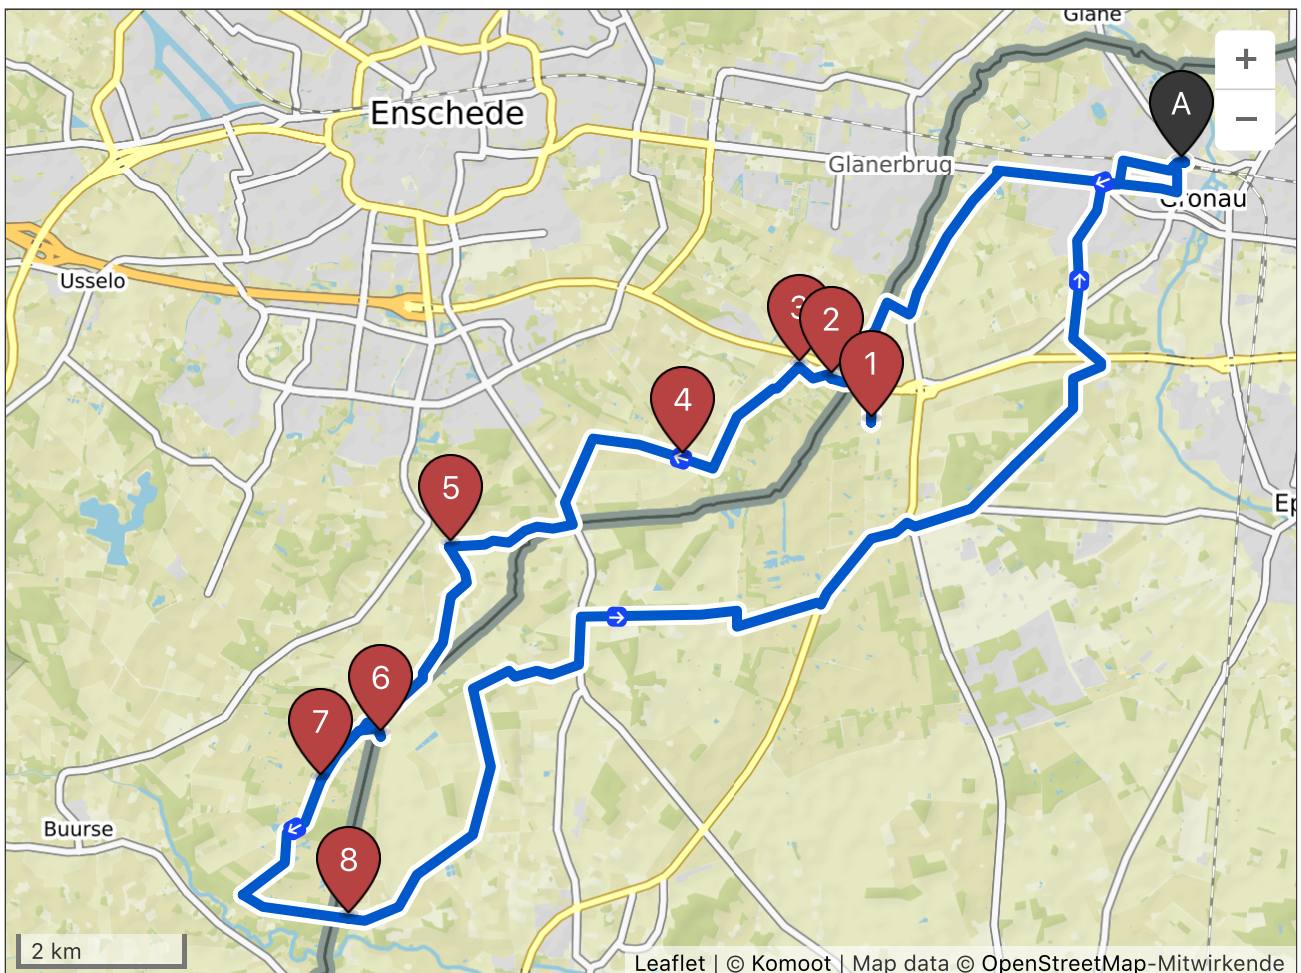 Glane
+
A
−
Enschede
Glanerbrug
Gronau
Usselo
3
2
1
4
5
6
7
8
Buurse
2 km
Leaflet | © Komoot | Map data © OpenStreetMap-Mitwirkende